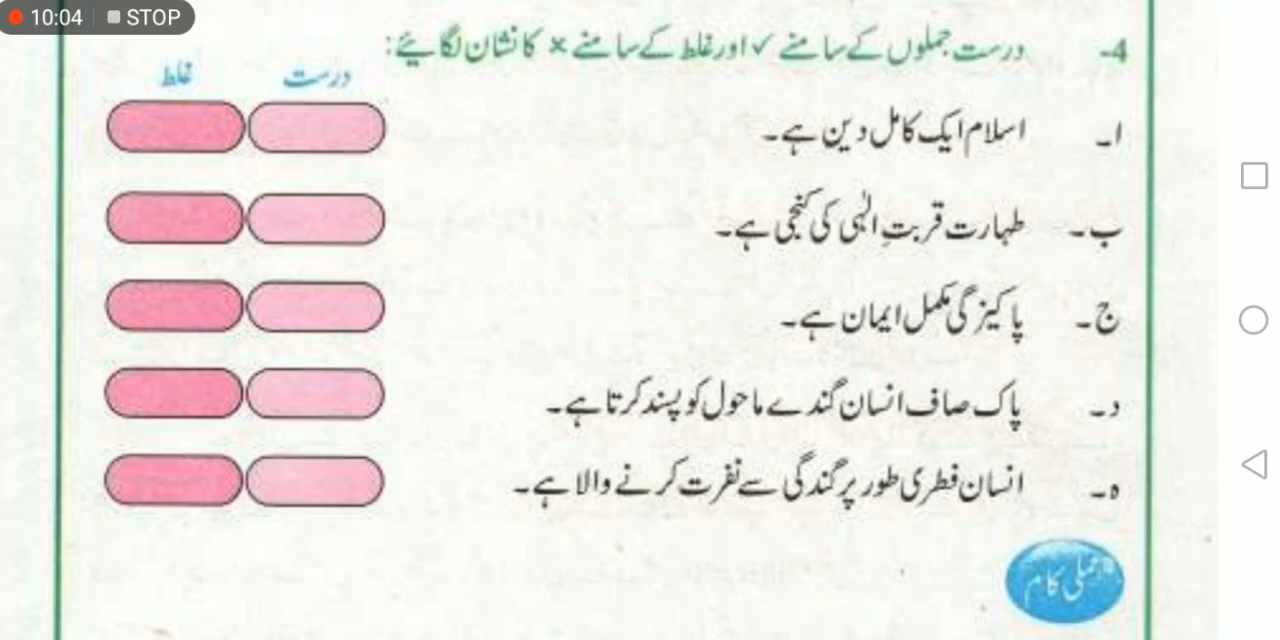 10:04 STOP
4- درست جملوں کے سامنے ✓ اور غلط کے سامنے × کا نشان لگائیے:
درست غلط
ا۔ اسلام ایک کامل دین ہے۔
ب۔ طہارت قربتِ الٰہی کی کنجی ہے۔
ج۔ پاکیزگی مکمل ایمان ہے۔
د۔ پاک صاف انسان گندے ماحول کو پسند کرتا ہے۔
ہ۔ انسان فطری طور پر گندگی سے نفرت کرنے والا ہے۔
عملی کام